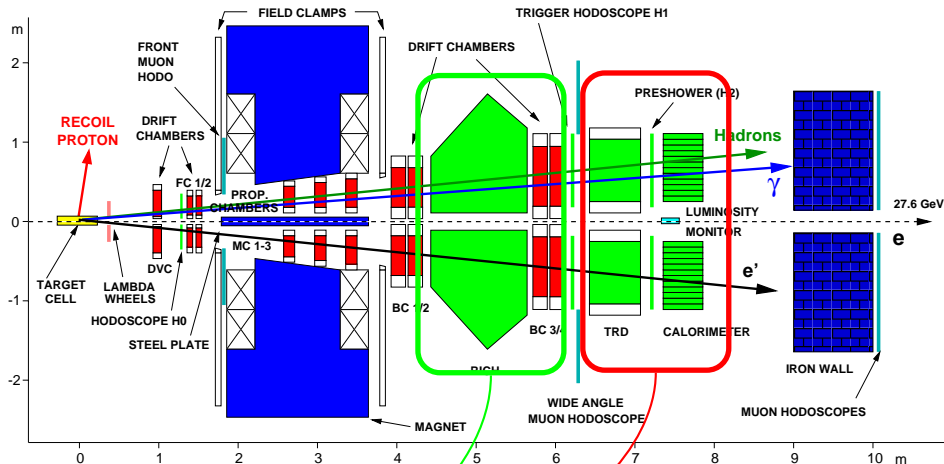 m
FIELD CLAMPS
TRIGGER HODOSCOPE H1
FRONT
MUON
HODO
DRIFT CHAMBERS
2
PRESHOWER (H2)
RECOIL
PROTON
DRIFT
CHAMBERS
1
Hadrons
FC 1/2
γ
PROP.
CHAMBERS
0
LUMINOSITY
MONITOR
27.6 GeV
e
MC 1-3
e'
DVC
TARGET
CELL
LAMBDA
WHEELS
-1
HODOSCOPE H0
STEEL PLATE
BC 1/2
BC 3/4
TRD
CALORIMETER
RICH
IRON WALL
-2
WIDE ANGLE
MUON HODOSCOPE
MUON HODOSCOPES
MAGNET
0 1 2 3 4 5 6 7 8 9 10 m